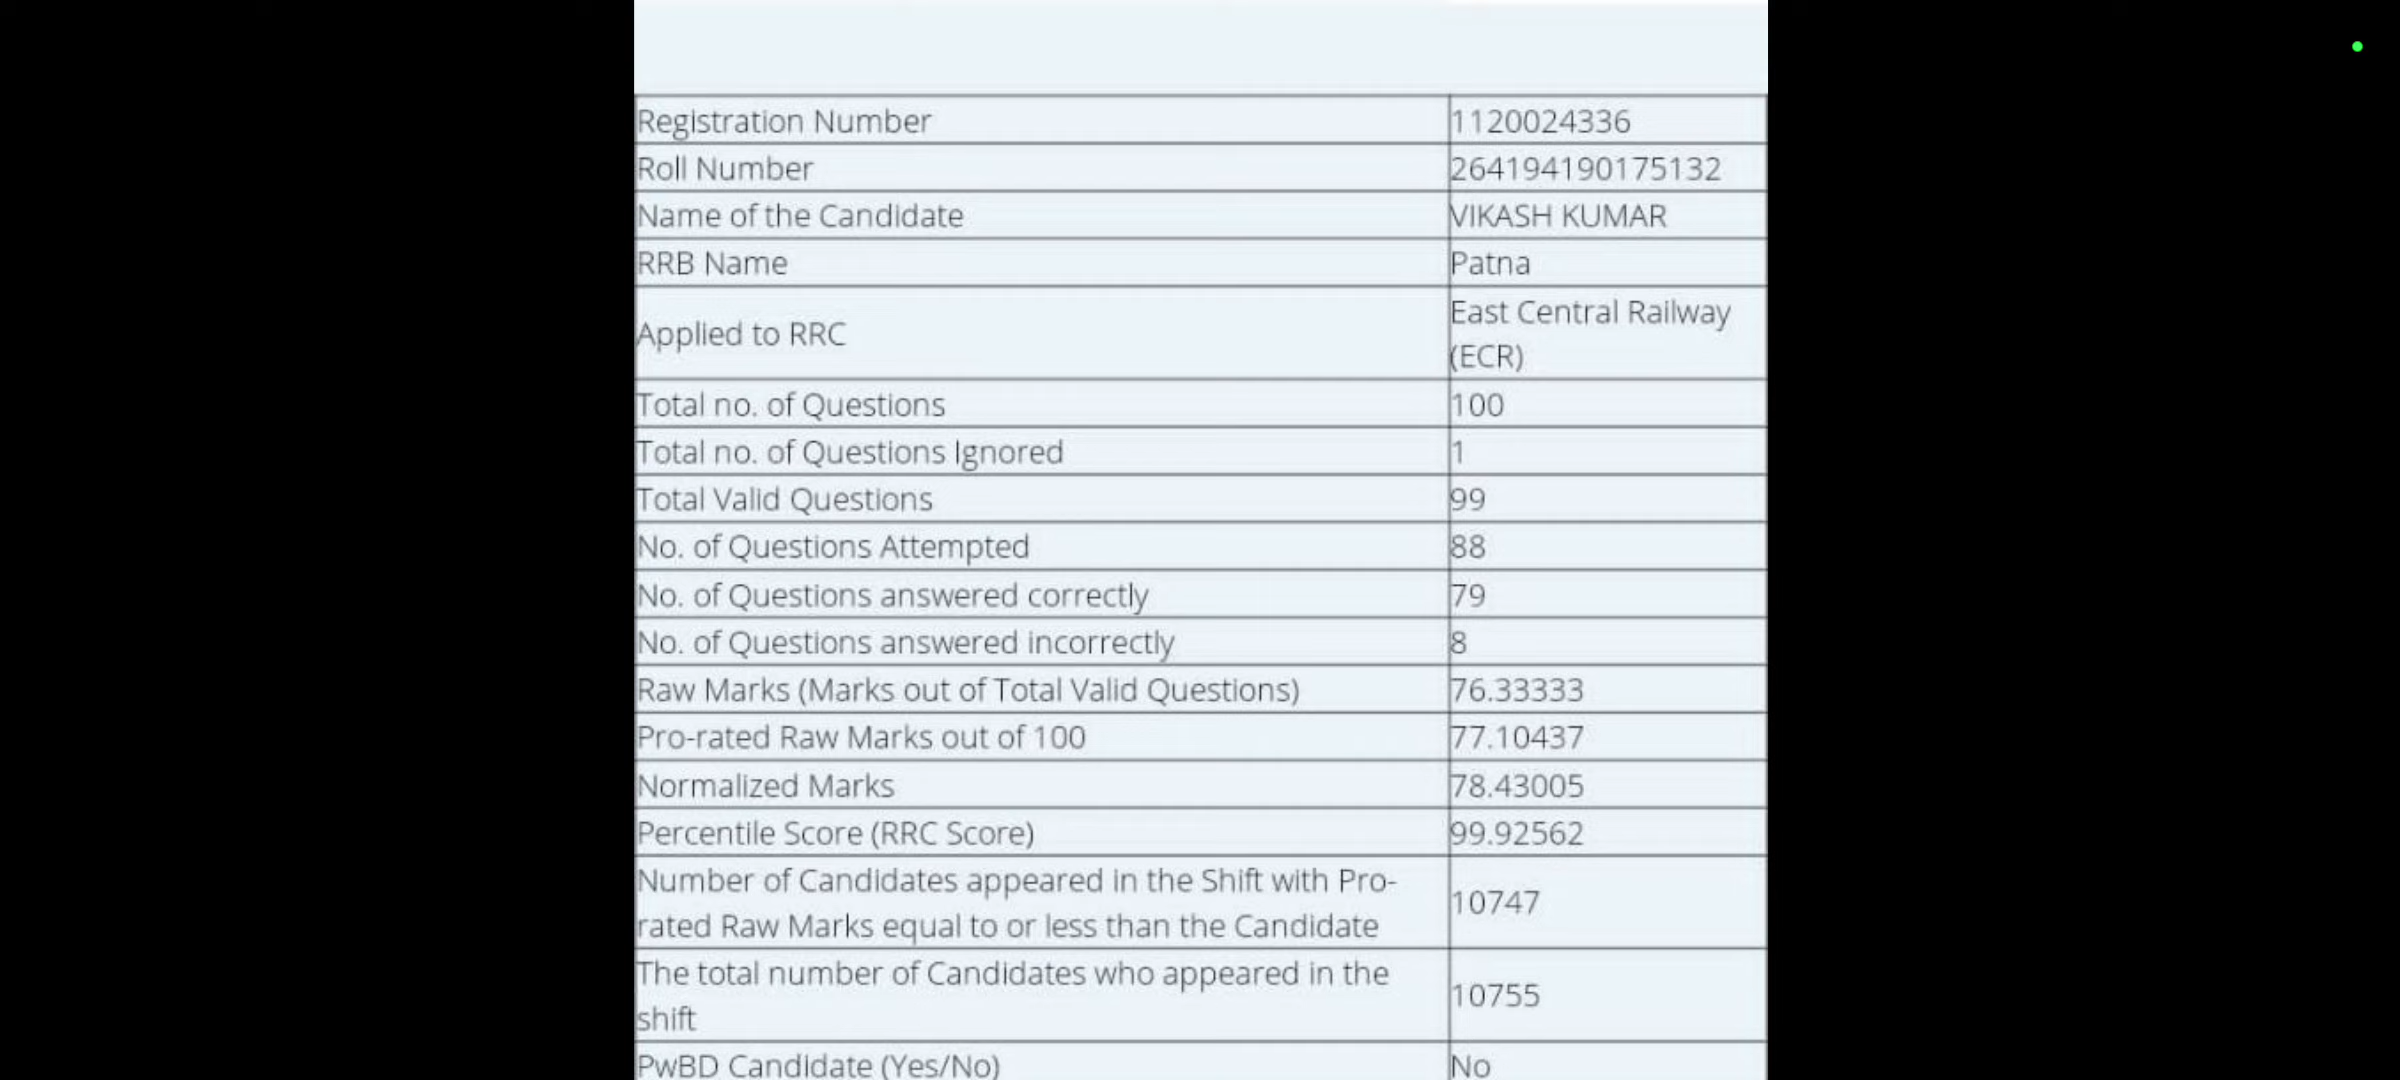 Registration Number 1120024336
Roll Number 264194190175132
Name of the Candidate VIKASH KUMAR
RRB Name Patna
Applied to RRC East Central Railway (ECR)
Total no. of Questions 100
Total no. of Questions Ignored 1
Total Valid Questions 99
No. of Questions Attempted 88
No. of Questions answered correctly 79
No. of Questions answered incorrectly 8
Raw Marks (Marks out of Total Valid Questions) 76.33333
Pro-rated Raw Marks out of 100 77.10437
Normalized Marks 78.43005
Percentile Score (RRC Score) 99.92562
Number of Candidates appeared in the Shift with Pro-
rated Raw Marks equal to or less than the Candidate 10747
The total number of Candidates who appeared in the
shift 10755
PwBD Candidate (Yes/No) No